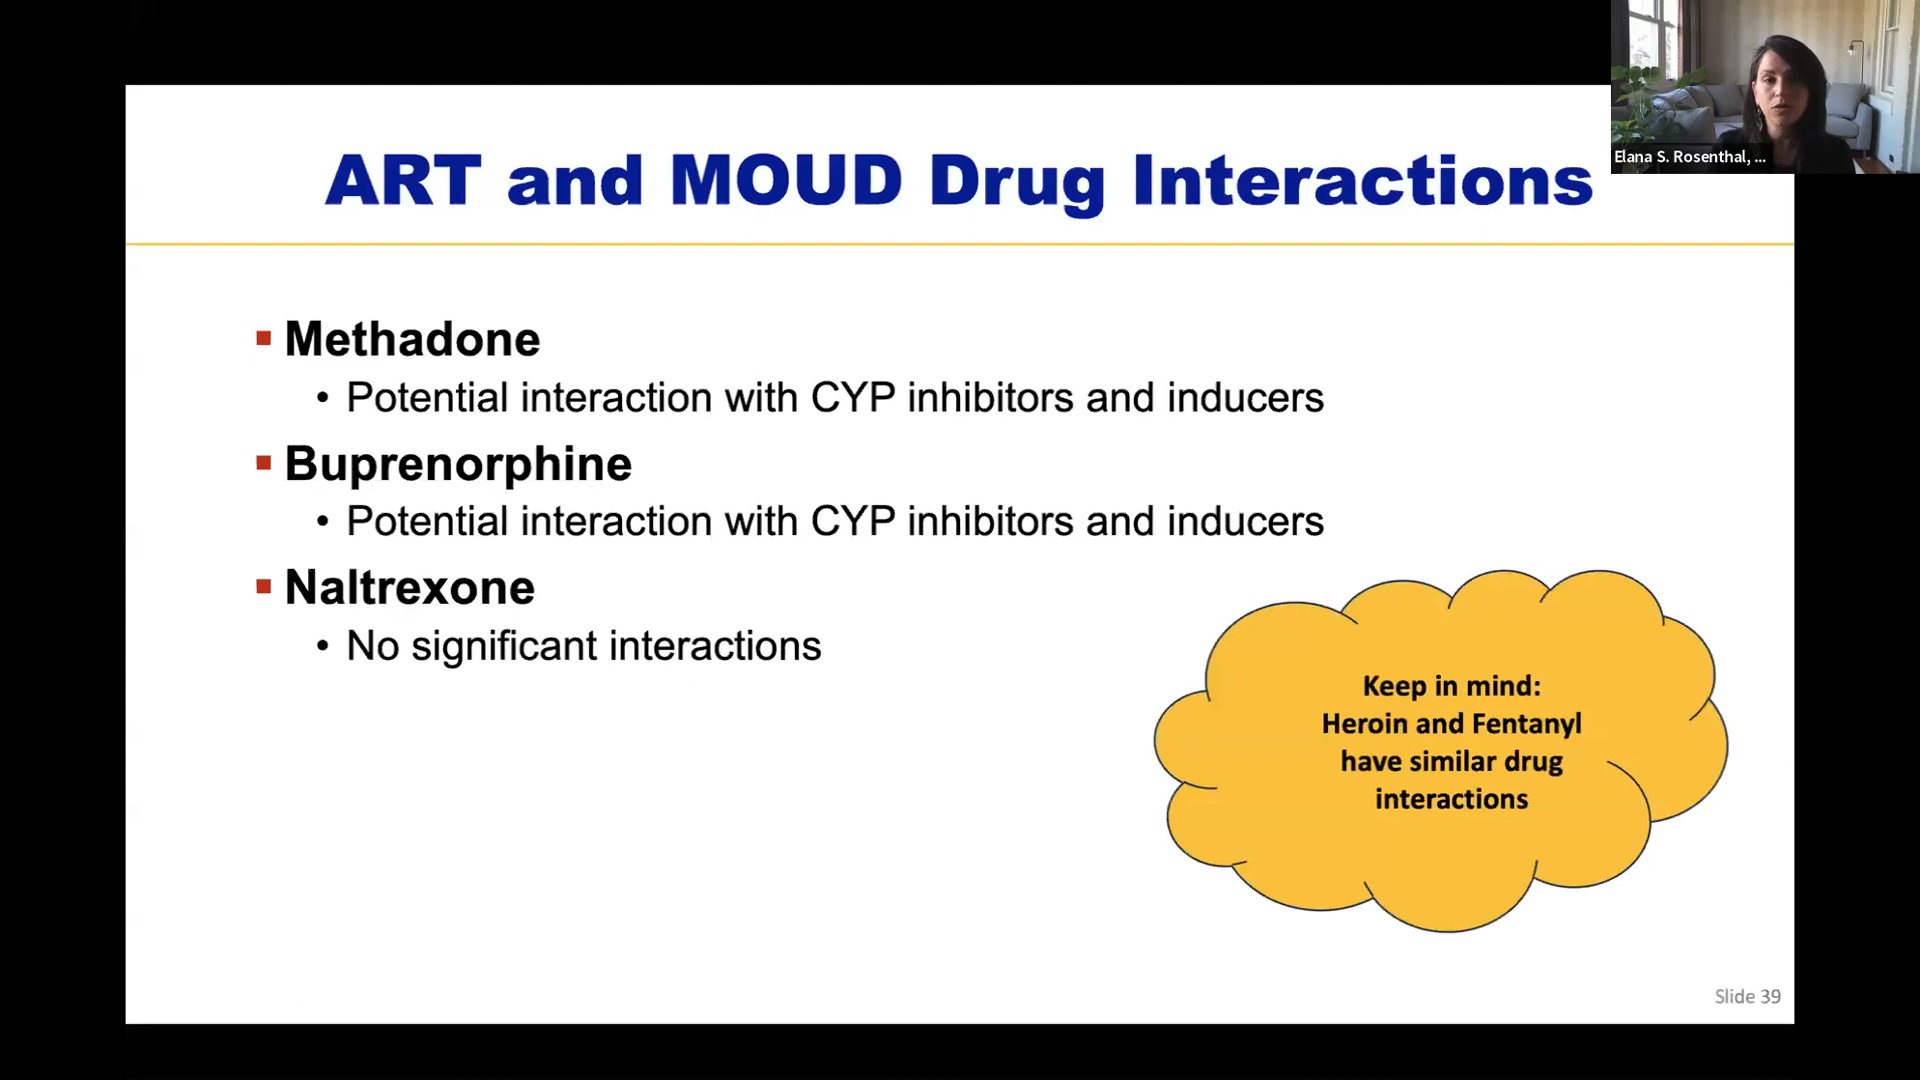 Elana S. Rosenthal, ...
ART and MOUD Drug Interactions
▪ Methadone
• Potential interaction with CYP inhibitors and inducers
▪ Buprenorphine
• Potential interaction with CYP inhibitors and inducers
▪ Naltrexone
• No significant interactions
Keep in mind:
Heroin and Fentanyl
have similar drug
interactions
Slide 39